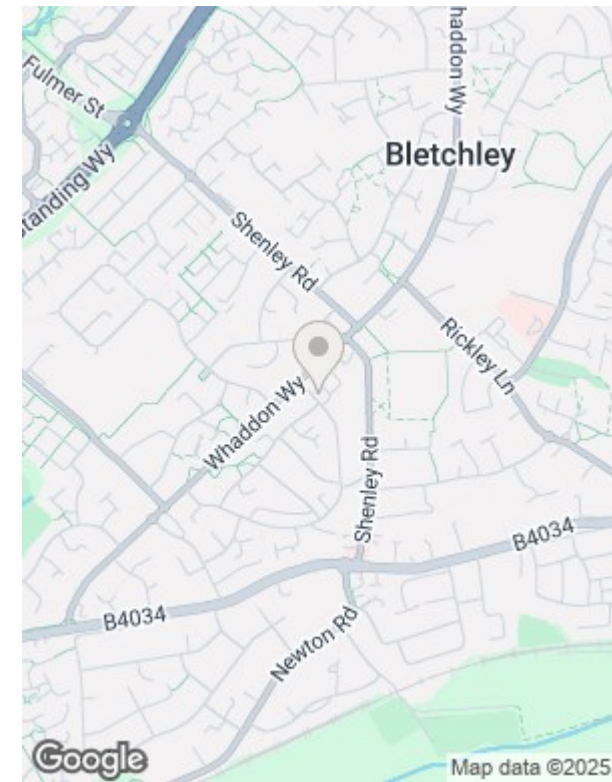 Fulmer St
haddon Wy
Bletchley
Standing Wy
Shenley Rd
Rickley Ln
Whaddon Wy
Shenley Rd
B4034
B4034
Newton Rd
Google
Map data ©2025